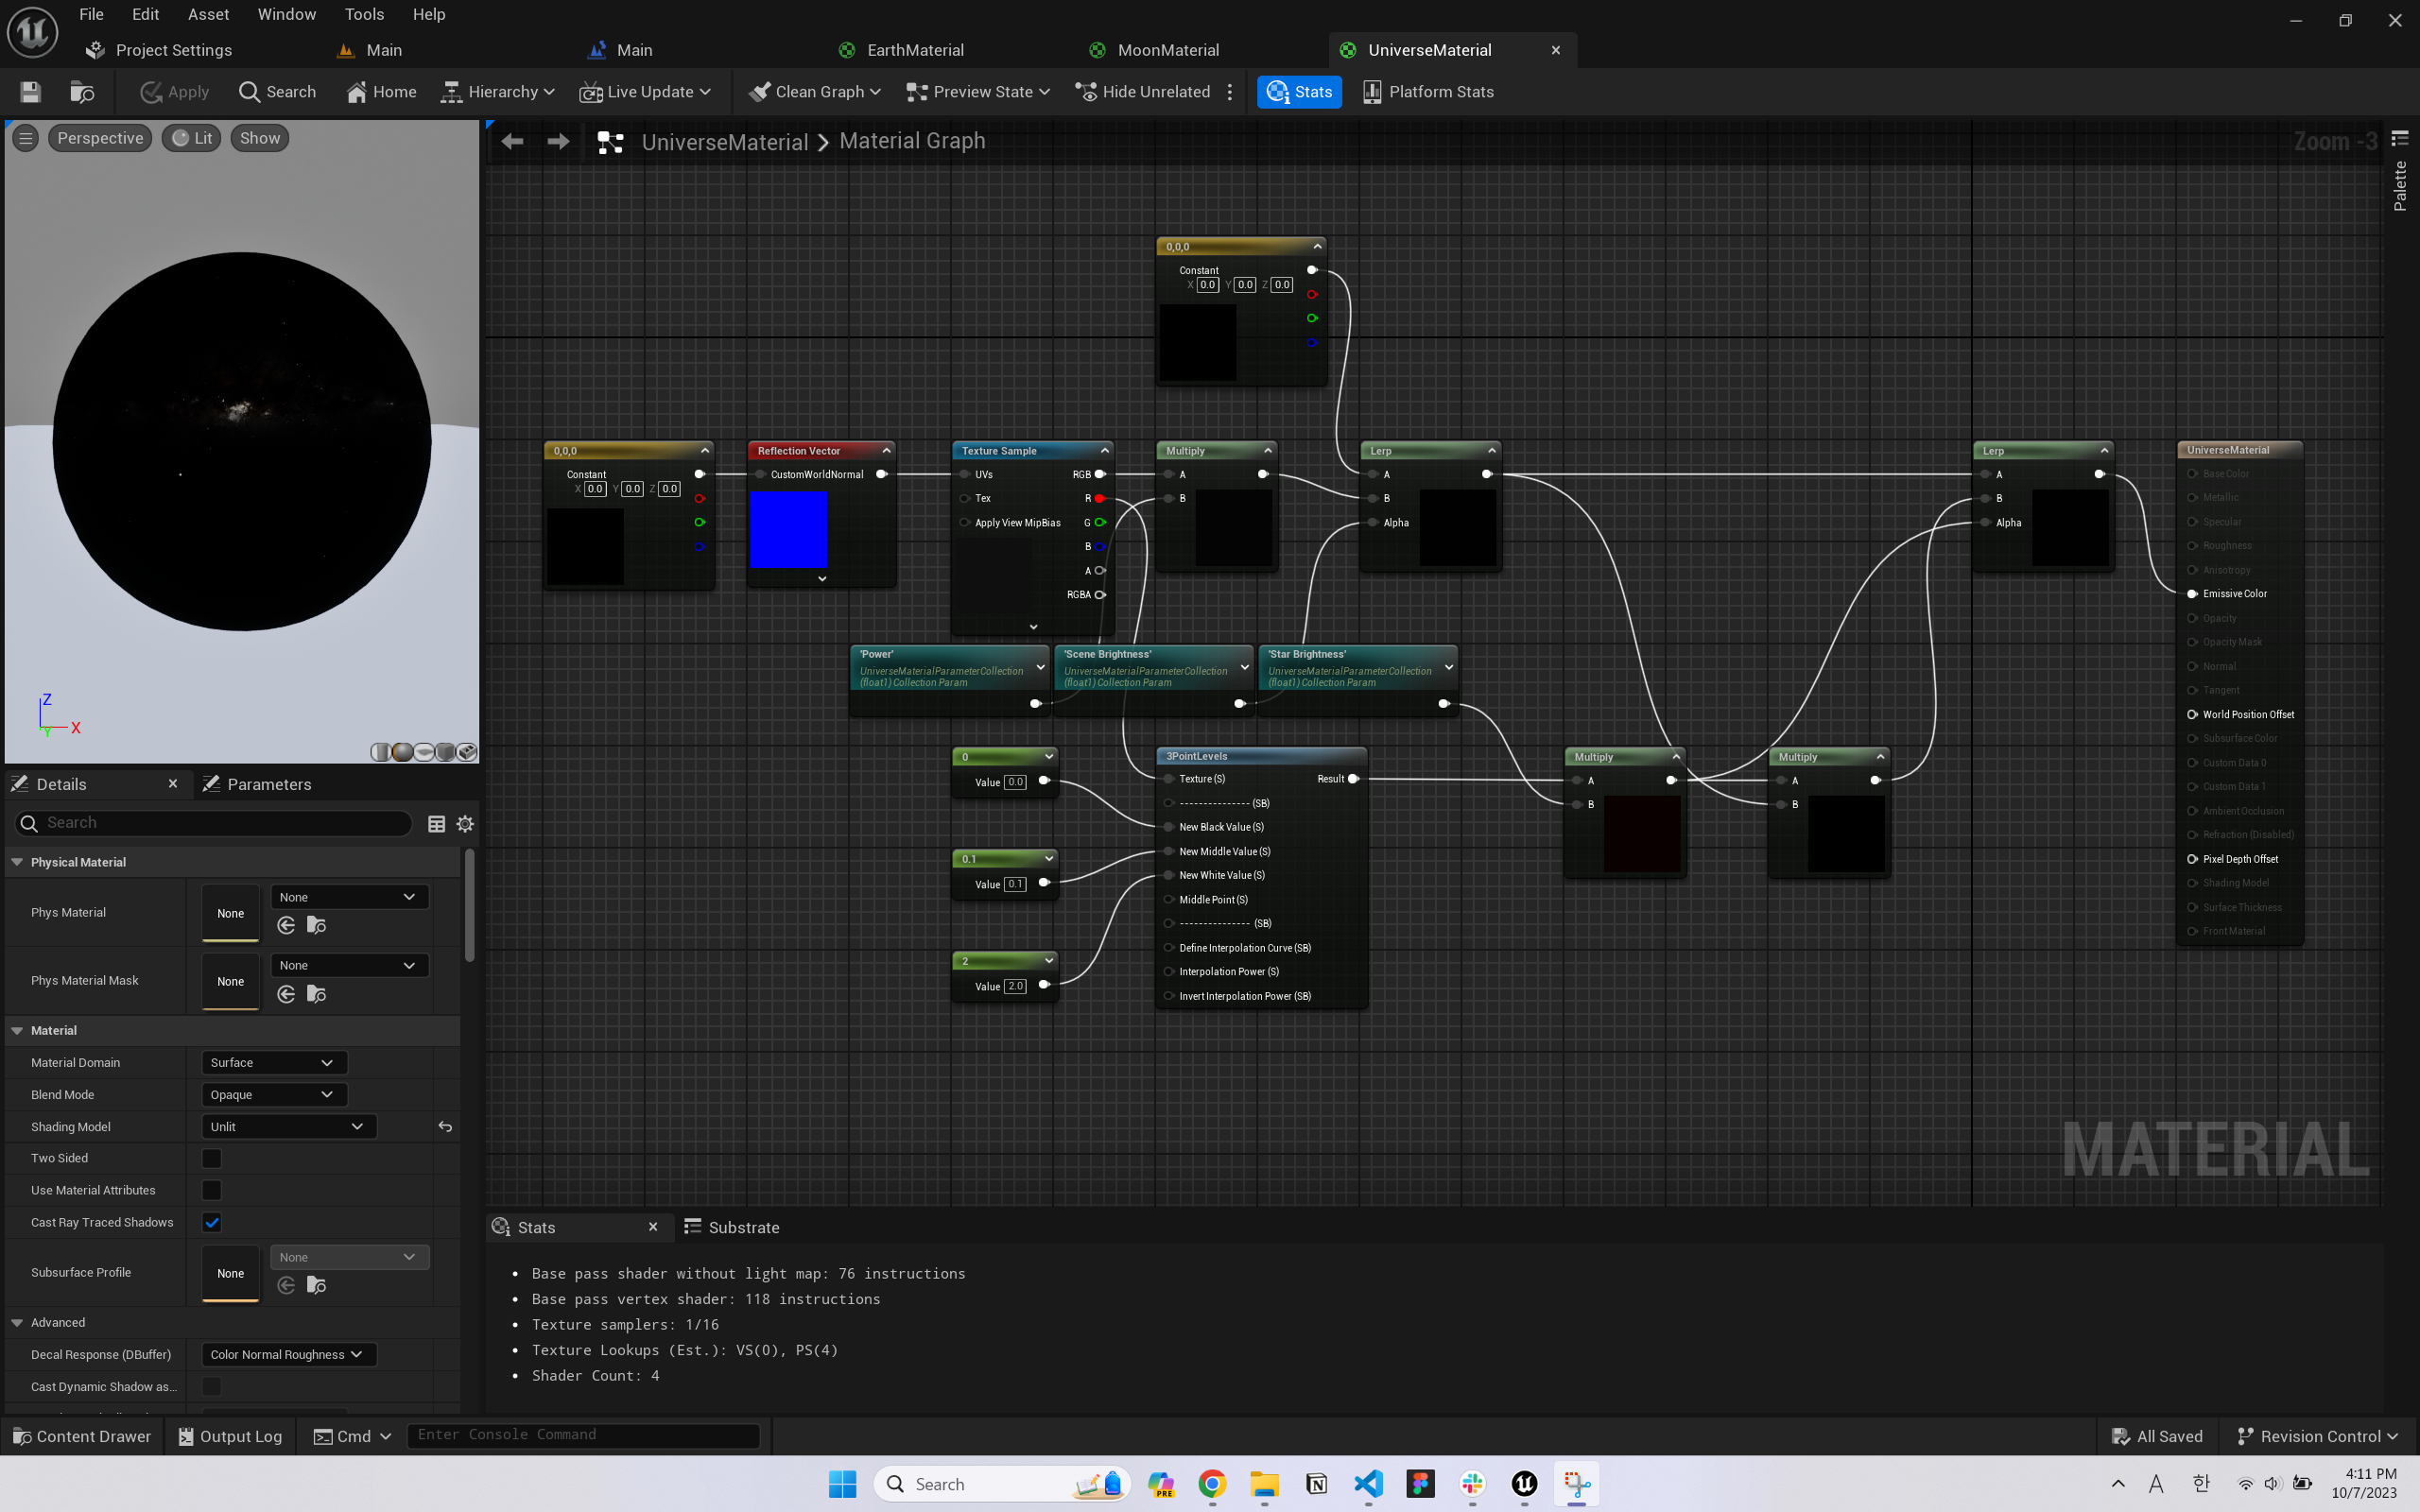 File Edit Asset Window Tools Help
Project Settings Main Main EarthMaterial MoonMaterial UniverseMaterial
Apply Search Home Hierarchy Live Update Clean Graph Preview State Hide Unrelated Stats Platform Stats
Perspective Lit Show
UniverseMaterial > Material Graph
Zoom -3
Palette
0,0,0
Constant
X 0.0 Y 0.0 Z 0.0
0,0,0
Constant
X 0.0 Y 0.0 Z 0.0
Reflection Vector
CustomWorldNormal
Texture Sample
UVs RGB
Tex R
Apply View MipBias G
B
A
RGBA
Multiply
A
B
Lerp
A
B
Alpha
Lerp
A
B
Alpha
UniverseMaterial
Base Color
Metallic
Specular
Roughness
Anisotropy
Emissive Color
Opacity
Opacity Mask
Normal
Tangent
World Position Offset
Subsurface Color
Custom Data 0
Custom Data 1
Ambient Occlusion
Refraction (Disabled)
Pixel Depth Offset
Shading Model
Surface Thickness
Front Material
'Power'
UniverseMaterialParameterCollection
(float1) Collection Param
'Scene Brightness'
UniverseMaterialParameterCollection
(float1) Collection Param
'Star Brightness'
UniverseMaterialParameterCollection
(float1) Collection Param
0
Value 0.0
0.1
Value 0.1
2
Value 2.0
3PointLevels
Texture (S) Result
--------------- (SB)
New Black Value (S)
New Middle Value (S)
New White Value (S)
Middle Point (S)
--------------- (SB)
Define Interpolation Curve (SB)
Interpolation Power (S)
Invert Interpolation Power (SB)
Multiply
A
B
Multiply
A
B
MATERIAL
Z
Y X
Details Parameters
Search
Physical Material
Phys Material None None
Phys Material Mask None None
Material
Material Domain Surface
Blend Mode Opaque
Shading Model Unlit
Two Sided
Use Material Attributes
Cast Ray Traced Shadows
Subsurface Profile None None
Advanced
Decal Response (DBuffer) Color Normal Roughness
Cast Dynamic Shadow as...
Stats Substrate
• Base pass shader without light map: 76 instructions
• Base pass vertex shader: 118 instructions
• Texture samplers: 1/16
• Texture Lookups (Est.): VS(0), PS(4)
• Shader Count: 4
Content Drawer Output Log Cmd Enter Console Command All Saved Revision Control
Search PRE A 한 4:11 PM
10/7/2023